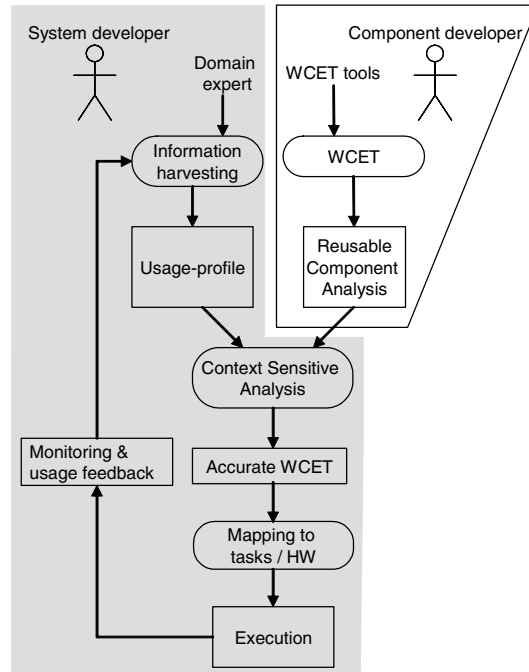 System developer
Component developer
Domain
expert
WCET tools
Information
harvesting
WCET
Usage-profile
Reusable
Component
Analysis
Context Sensitive
Analysis
Monitoring &
usage feedback
Accurate WCET
Mapping to
tasks / HW
Execution